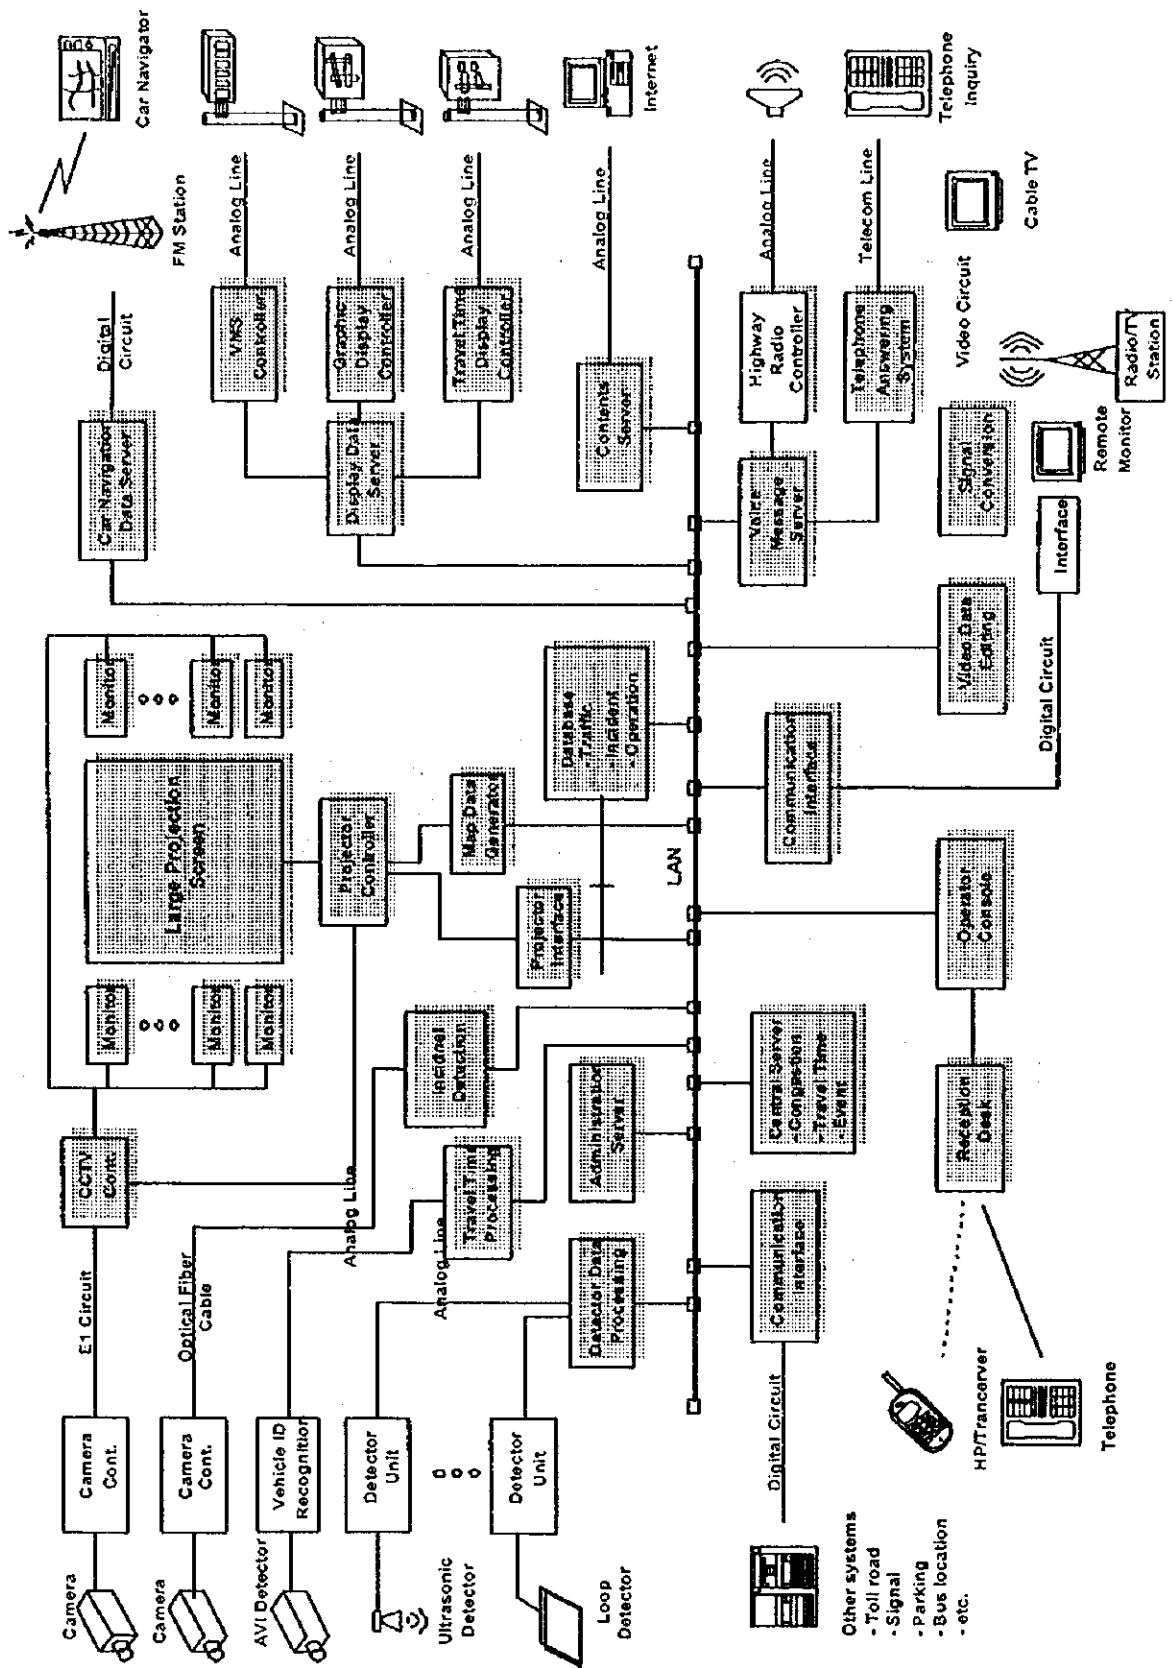 Camera
Camera
Cont.
E1 Circuit
CCTV
Cont.
Monitor
Monitor
Monitor
Large Projection
Screen
Monitor
Monitor
Monitor
Car Navigation
Data Server
Digital
Circuit
FM Station
Car Navigator
Camera
Camera
Cont.
Optical Fiber
Cable
Analog Line
Incidnet
Detection
Projector
Controller
AVI Detector
Vehicle ID
Recognition
Analog Line
Travel Time
Processing
Projector
Interface
Map Data
Generator
Display Data
Server
VMS
Controller
Analog Line
Graphic
Display
Controller
Analog Line
Travel Time
Display
Controller
Analog Line
Ultrasonic
Detector
Detector
Unit
Loop
Detector
Detector
Unit
Detector Data
Processing
Administration
Server
Database
- Traffic
- Incident
- Operation
Contents
Server
Analog Line
Internet
LAN
Other systems
- Toll road
- Signal
- Parking
- Bus location
- etc.
Digital Circuit
Communication
Interface
Central Server
- Congestion
- Travel Time
- Event
Communication
Interface
Voice
Message
Server
Highway
Radio
Controller
Analog Line
Telephone
Answering
System
Telecom Line
Telephone
Inquiry
HP/Trancerver
Telephone
Reception
Desk
Operator
Console
Digital Circuit
Interface
Remote
Monitor
Video Data
Editing
Signal
Conversion
Video Circuit
Cable TV
Radio/TV
Station